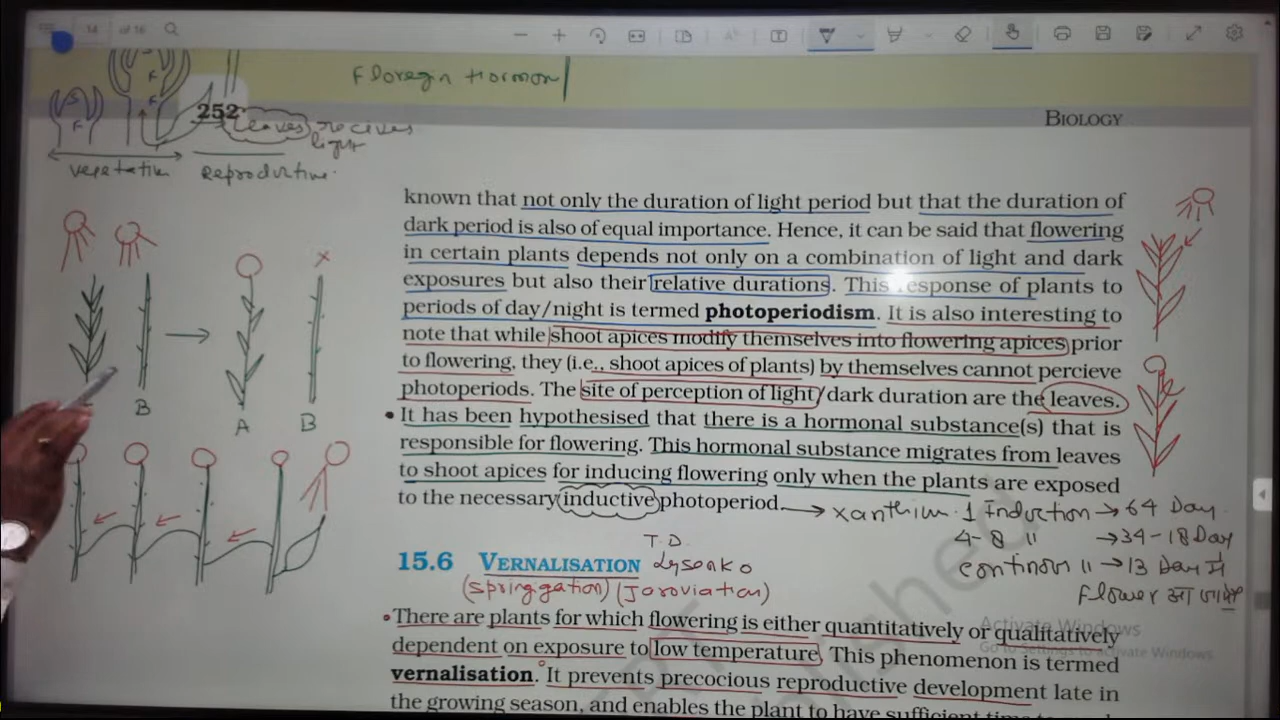 14 of 16
Floregn Hormon
252
BIOLOGY
leaves recives
light
vegetation Reproductive.
known that not only the duration of light period but that the duration of
dark period is also of equal importance. Hence, it can be said that flowering
in certain plants depends not only on a combination of light and dark
exposures but also their relative durations. This response of plants to
periods of day/night is termed photoperiodism. It is also interesting to
note that while shoot apices modify themselves into flowering apices prior
to flowering, they (i.e., shoot apices of plants) by themselves cannot percieve
photoperiods. The site of perception of light/dark duration are the leaves.
It has been hypothesised that there is a hormonal substance(s) that is
responsible for flowering. This hormonal substance migrates from leaves
to shoot apices for inducing flowering only when the plants are exposed
to the necessary inductive photoperiod. → xanthium. 1 Induction → 64 Day.
4-8 " → 34-18 Day
continous " → 13 Day में
Flower आ जाते
B
A
B
T.D.
15.6 VERNALISATION Lysenko
(springgation) (Jaroviation)
There are plants for which flowering is either quantitatively or qualitatively
dependent on exposure to low temperature. This phenomenon is termed
vernalisation. It prevents precocious reproductive development late in
the growing season, and enables the plant to have sufficient time to
Activate Windows
Go to Settings to activate Windows.